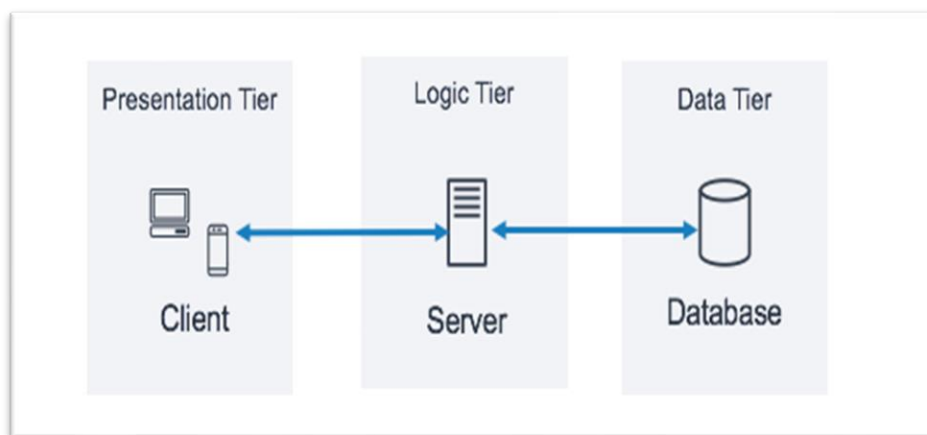 Presentation Tier
Logic Tier
Data Tier
Client
Server
Database